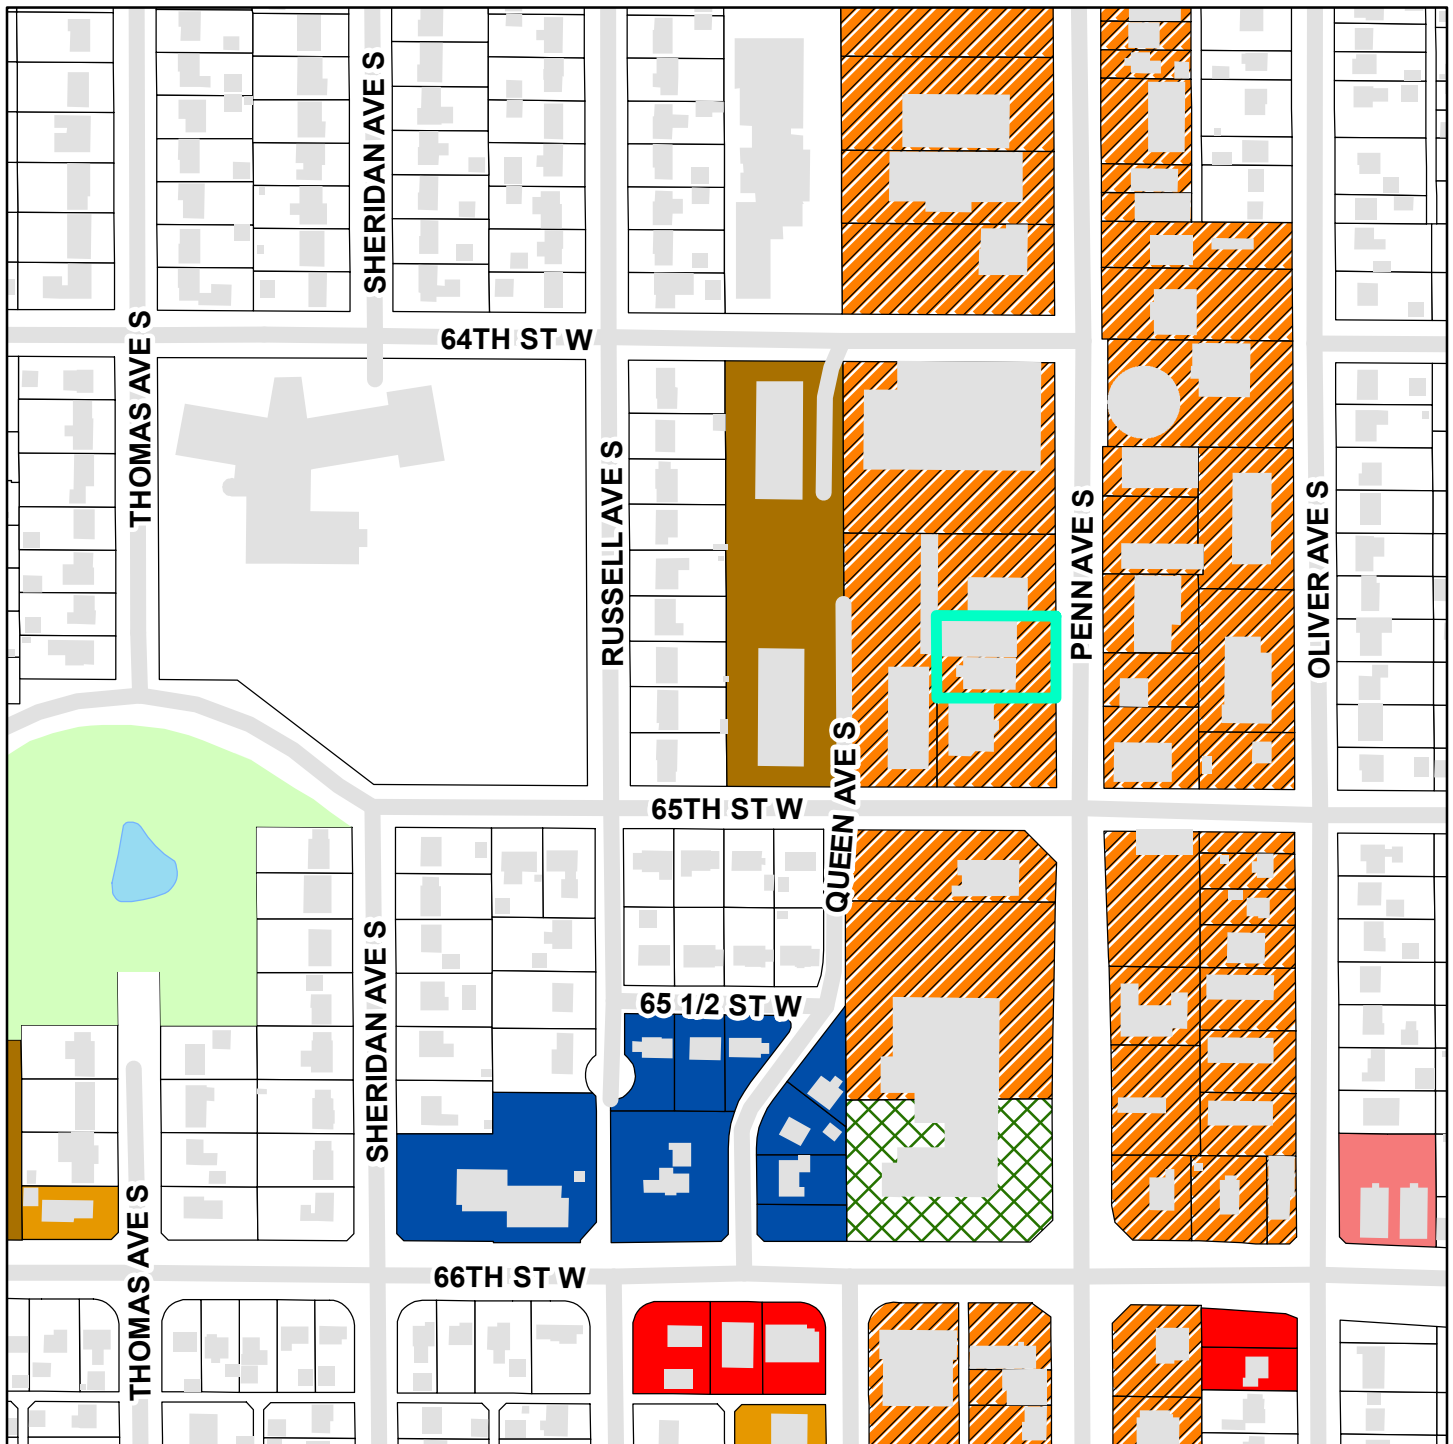 SHERIDAN AVE S
64TH ST W
THOMAS AVE S
RUSSELL AVE S
PENN AVE S
OLIVER AVE S
65TH ST W
QUEEN AVE S
65 1/2 ST W
SHERIDAN AVE S
66TH ST W
THOMAS AVE S